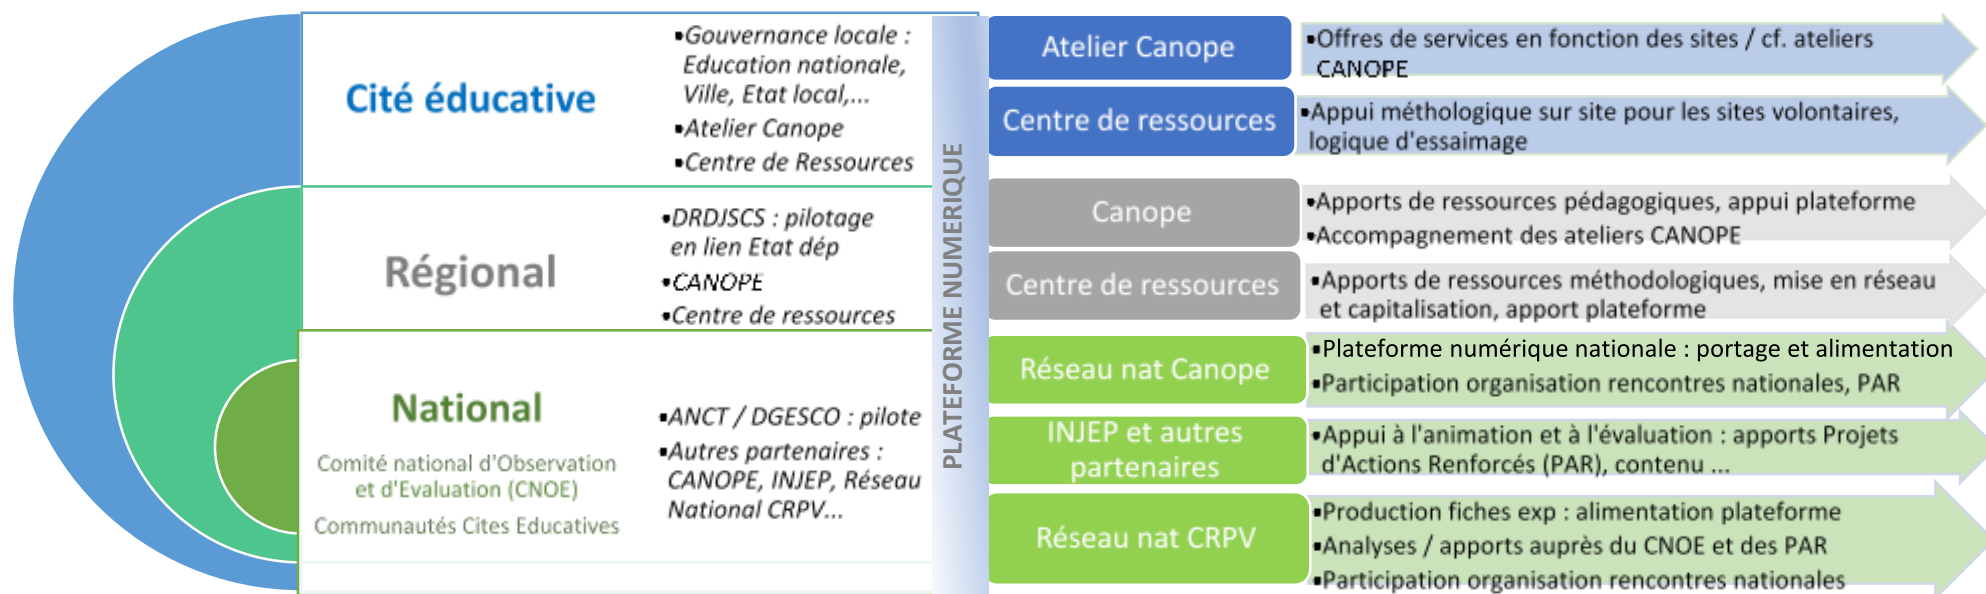 Cité éducative
▪Gouvernance locale :
Education nationale,
Ville, Etat local,...
▪Atelier Canope
▪Centre de Ressources
Régional
▪DRDJSCS : pilotage
en lien Etat dép
▪CANOPE
▪Centre de ressources
National
Comité national d'Observation
et d'Evaluation (CNOE)
Communautés Cites Educatives
▪ANCT / DGESCO : pilote
▪Autres partenaires :
CANOPE, INJEP, Réseau
National CRPV...
PLATEFORME NUMERIQUE
Atelier Canope
▪Offres de services en fonction des sites / cf. ateliers
CANOPE
Centre de ressources
▪Appui méthologique sur site pour les sites volontaires,
logique d'essaimage
Canope
▪Apports de ressources pédagogiques, appui plateforme
▪Accompagnement des ateliers CANOPE
Centre de ressources
▪Apports de ressources méthodologiques, mise en réseau
et capitalisation, apport plateforme
Réseau nat Canope
▪Plateforme numérique nationale : portage et alimentation
▪Participation organisation rencontres nationales, PAR
INJEP et autres
partenaires
▪Appui à l'animation et à l'évaluation : apports Projets
d'Actions Renforcés (PAR), contenu ...
Réseau nat CRPV
▪Production fiches exp : alimentation plateforme
▪Analyses / apports auprès du CNOE et des PAR
▪Participation organisation rencontres nationales